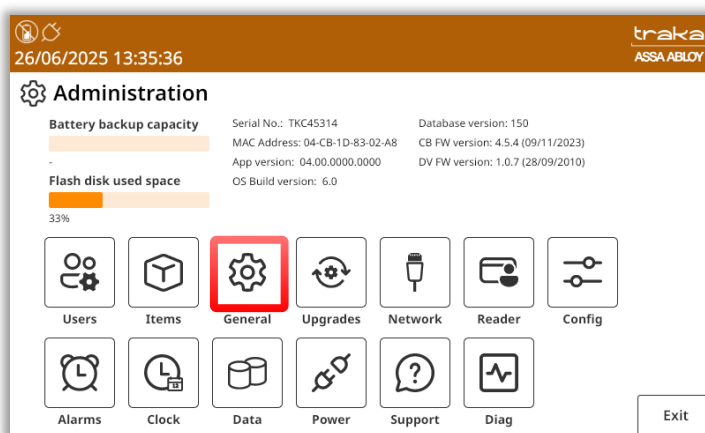 26/06/2025 13:35:36
traka
ASSA ABLOY
Administration
Battery backup capacity
-
Flash disk used space
33%
Serial No.: TKC45314
MAC Address: 04-CB-1D-83-02-A8
App version: 04.00.0000.0000
OS Build version: 6.0
Database version: 150
CB FW version: 4.5.4 (09/11/2023)
DV FW version: 1.0.7 (28/09/2010)
Users Items General Upgrades Network Reader Config
Alarms Clock Data Power Support Diag
Exit